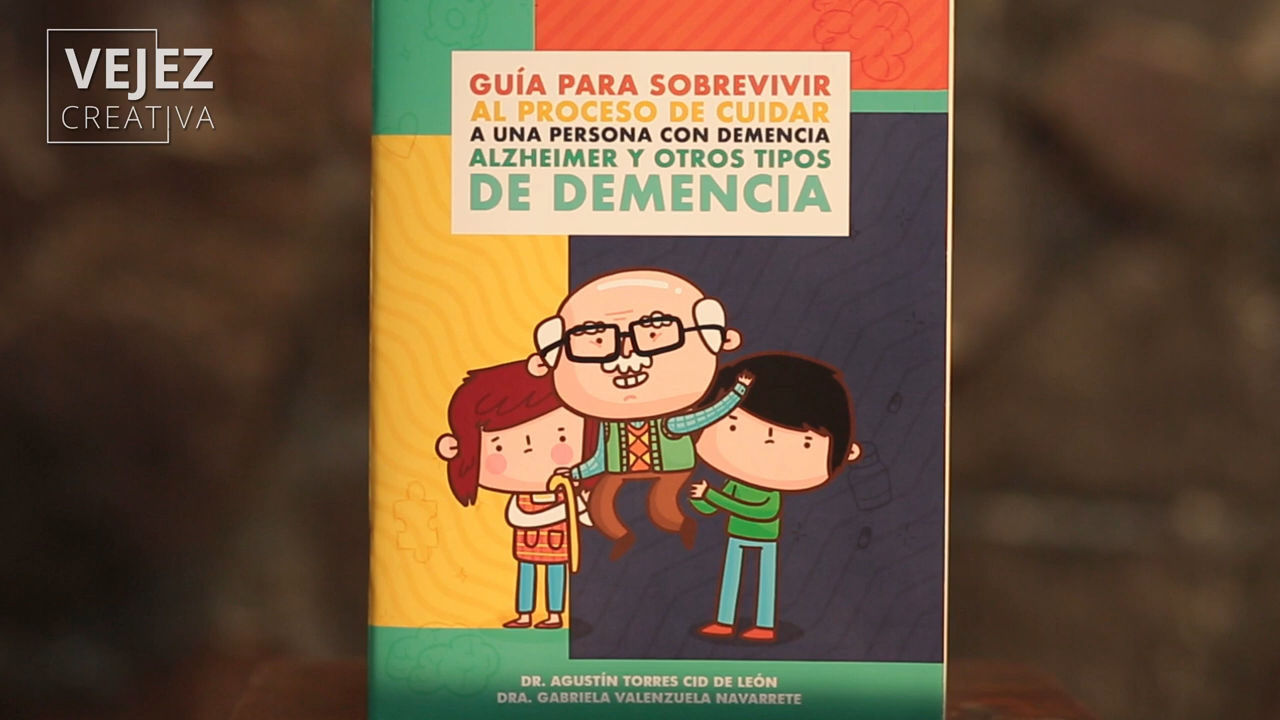 VEJEZ
CREATIVA
GUÍA PARA SOBREVIVIR
AL PROCESO DE CUIDAR
A UNA PERSONA CON DEMENCIA
ALZHEIMER Y OTROS TIPOS
DE DEMENCIA
DR. AGUSTÍN TORRES CID DE LEÓN
DRA. GABRIELA VALENZUELA NAVARRETE